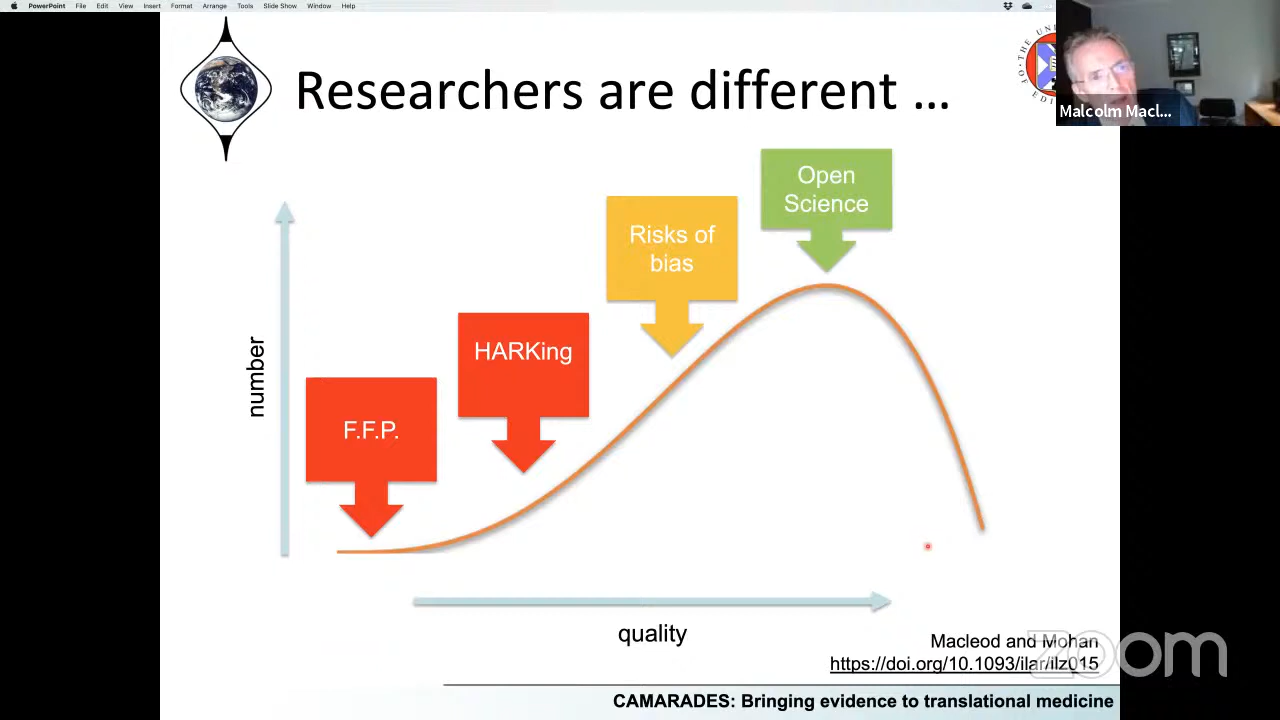 PowerPoint File Edit View Insert Format Arrange Tools Slide Show Window Help
Researchers are different ...
Malcolm Macl...
Open
Science
Risks of
bias
HARKing
F.F.P.
number
quality
Macleod and Mohan
https://doi.org/10.1093/ilar/ilz015
zoom
CAMARADES: Bringing evidence to translational medicine